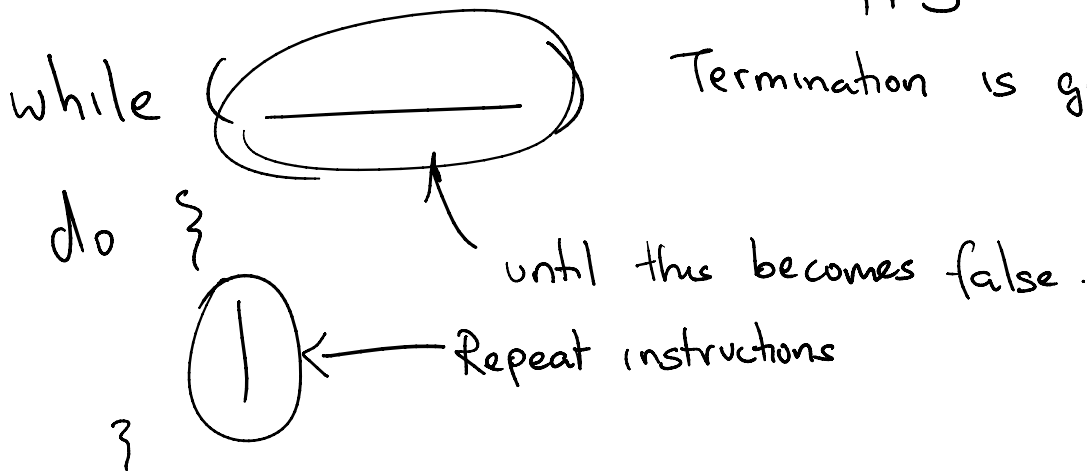 while ( ) Termination is
do {
until this becomes false.
Repeat instructions
}